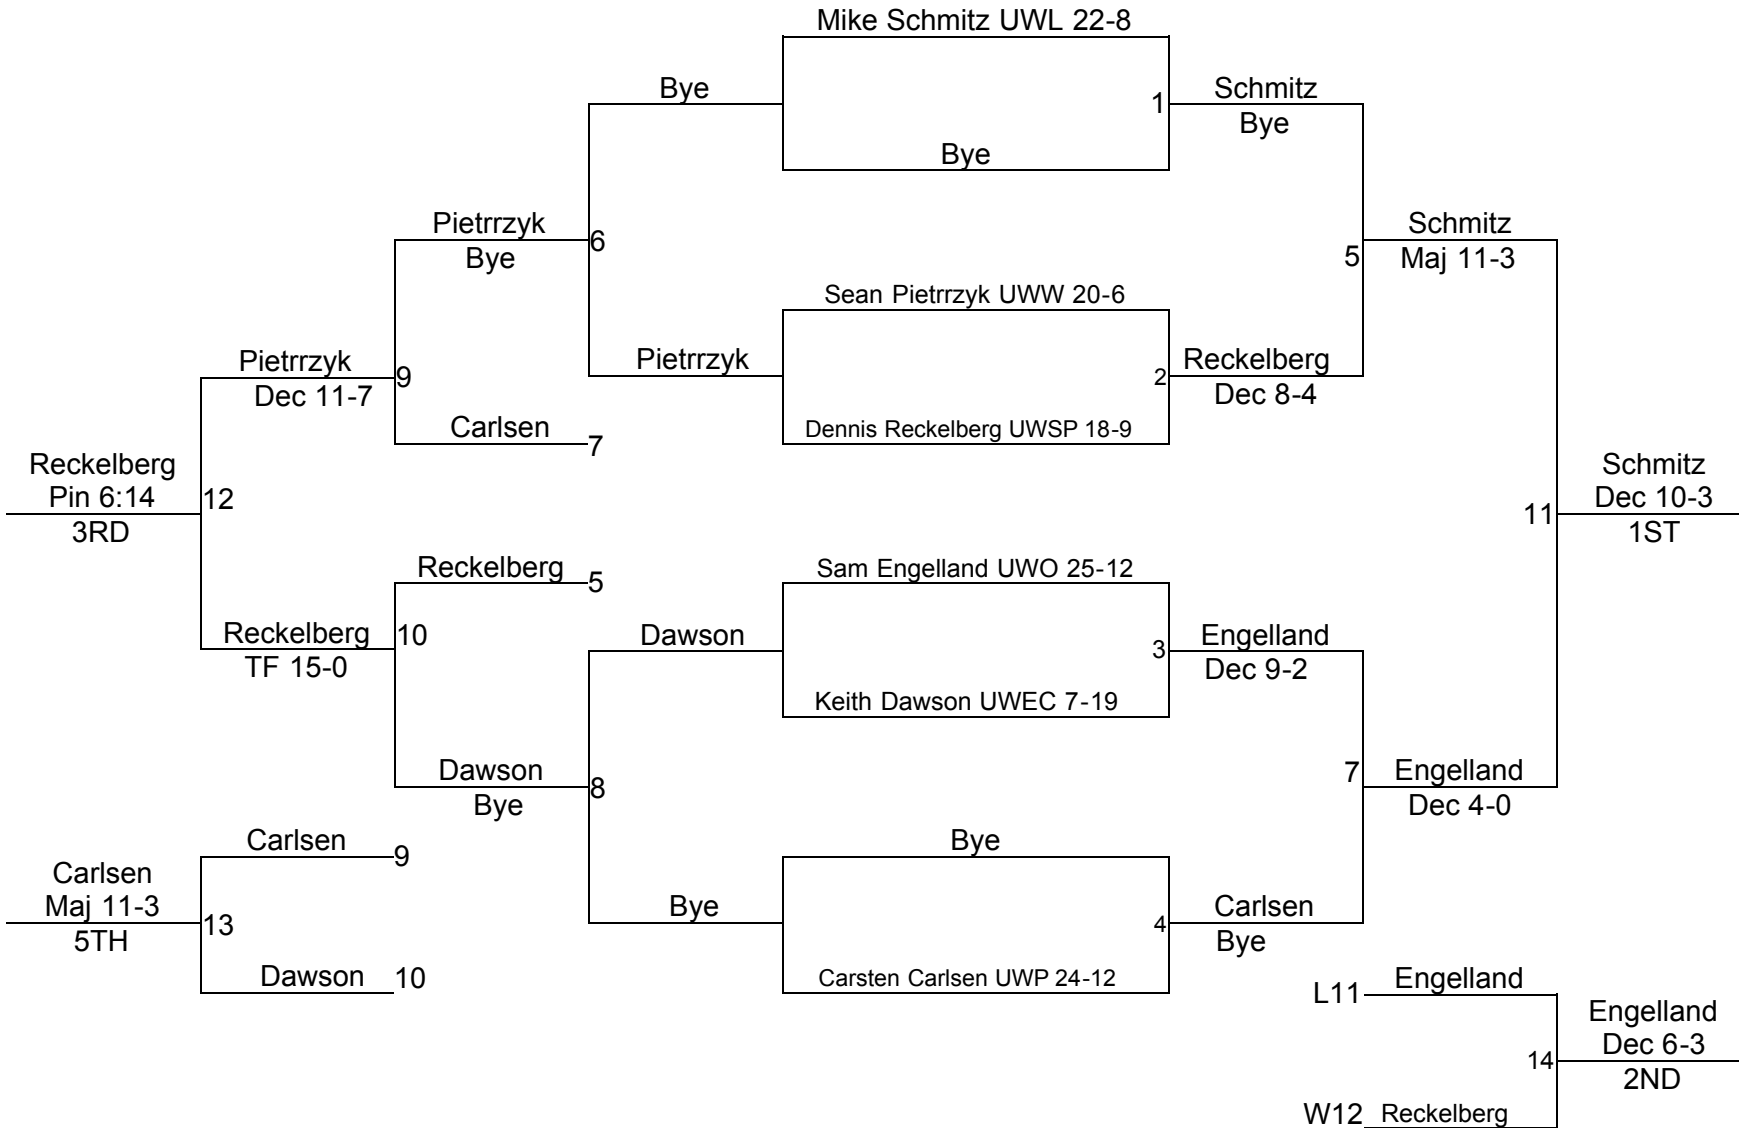 Mike Schmitz UWL 22-8
Bye
Schmitz
1
Bye
Bye
Pietrrzyk
6
Bye
Schmitz
5
Maj 11-3
Sean Pietrrzyk UWW 20-6
Pietrrzyk
9
Dec 11-7
Pietrrzyk
2
Reckelberg
Dec 8-4
Carlsen
7
Dennis Reckelberg UWSP 18-9
Reckelberg
Pin 6:14
12
3RD
Schmitz
Dec 10-3
11
1ST
Reckelberg
5
Sam Engelland UWO 25-12
Reckelberg
10
TF 15-0
Dawson
3
Engelland
Dec 9-2
Keith Dawson UWEC 7-19
Dawson
8
Bye
7
Engelland
Dec 4-0
Carlsen
9
Bye
Carlsen
Maj 11-3
13
5TH
Bye
4
Carlsen
Bye
Dawson
10
Carsten Carlsen UWP 24-12
L11
Engelland
Engelland
Dec 6-3
14
2ND
W12
Reckelberg